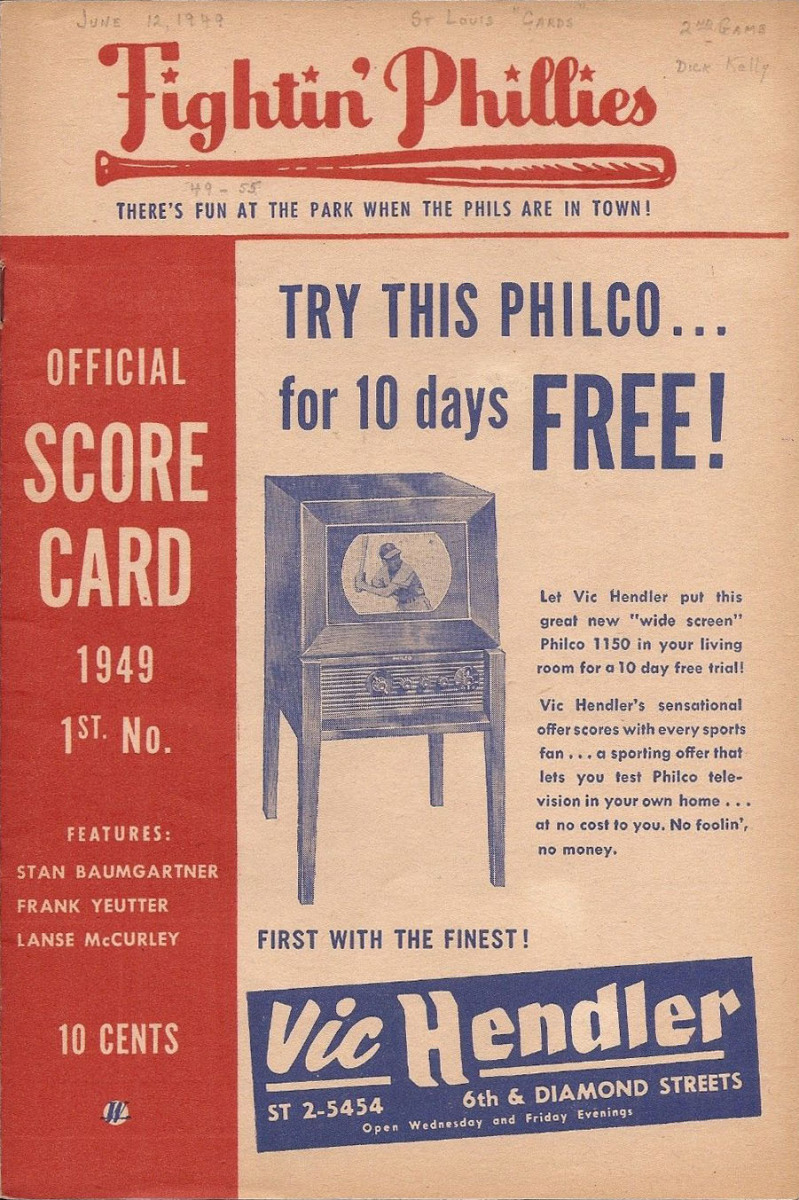 JUNE 12, 1949 ST LOUIS "CARDS" 2ND GAME
DICK Kelly
Fightin' Phillies
49 - 55
THERE'S FUN AT THE PARK WHEN THE PHILS ARE IN TOWN!
OFFICIAL
SCORE
CARD
1949
1ST. No.
FEATURES:
STAN BAUMGARTNER
FRANK YEUTTER
LANSE McCURLEY
10 CENTS
TRY THIS PHILCO...
for 10 days FREE!
Let Vic Hendler put this
great new "wide screen"
Philco 1150 in your living
room for a 10 day free trial!
Vic Hendler's sensational
offer scores with every sports
fan . . . a sporting offer that
lets you test Philco tele-
vision in your own home . . .
at no cost to you. No foolin',
no money.
FIRST WITH THE FINEST!
Vic Hendler
ST 2-5454 6th & DIAMOND STREETS
Open Wednesday and Friday Evenings